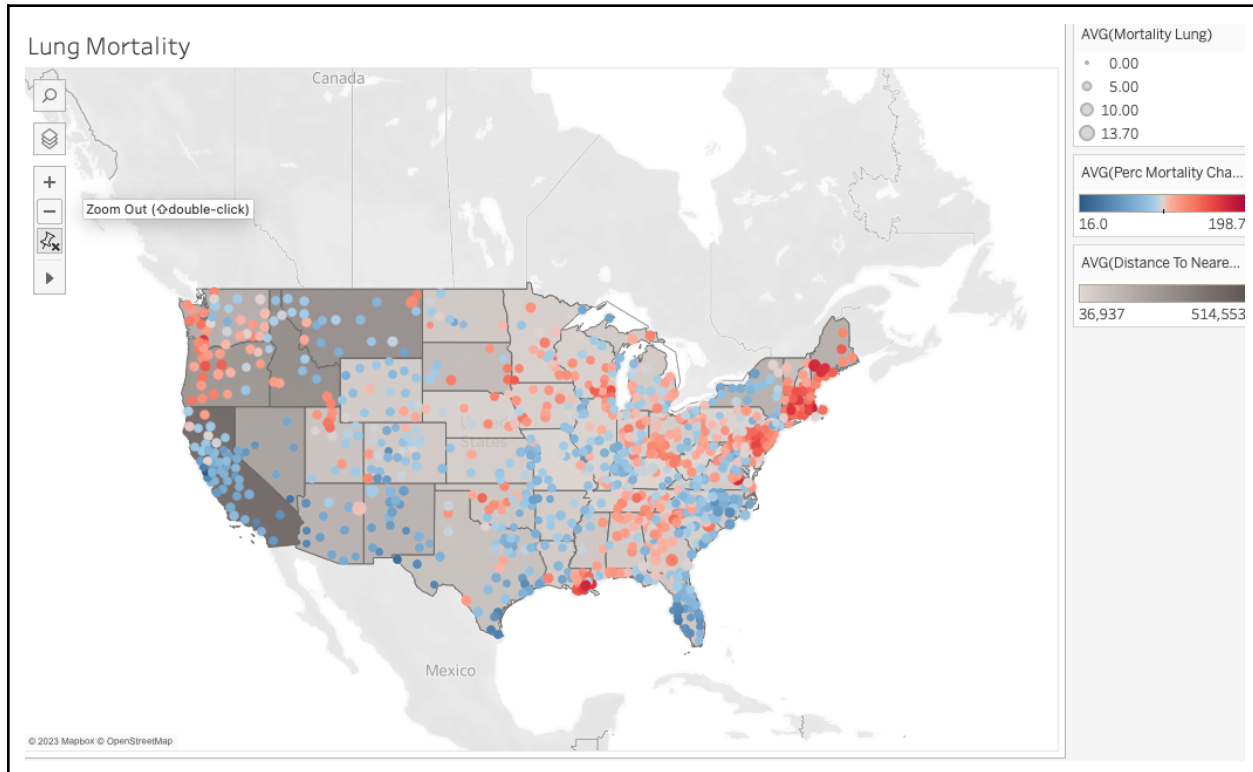 Lung Mortality
Canada
Zoom Out (⇧double-click)
United
States
Mexico
© 2023 Mapbox © OpenStreetMap
AVG(Mortality Lung)
0.00
5.00
10.00
13.70
AVG(Perc Mortality Cha...
16.0 198.7
AVG(Distance To Neare...
36,937 514,553